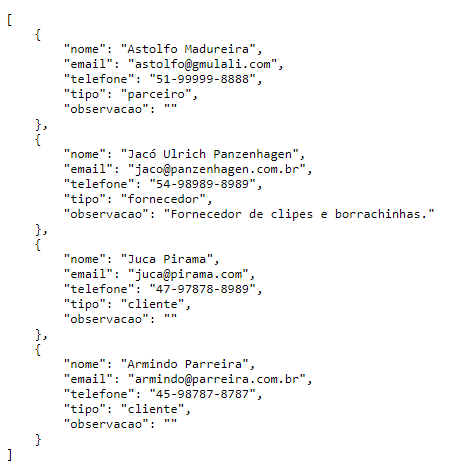 [
    {
        "nome": "Astolfo Madureira",
        "email": "astolfo@gmulali.com",
        "telefone": "51-99999-8888",
        "tipo": "parceiro",
        "observacao": ""
    },
    {
        "nome": "Jacó Ulrich Panzenhagen",
        "email": "jaco@panzenhagen.com.br",
        "telefone": "54-98989-8989",
        "tipo": "fornecedor",
        "observacao": "Fornecedor de clipes e borrachinhas."
    },
    {
        "nome": "Juca Pirama",
        "email": "juca@pirama.com",
        "telefone": "47-97878-8989",
        "tipo": "cliente",
        "observacao": ""
    },
    {
        "nome": "Armindo Parreira",
        "email": "armindo@parreira.com.br",
        "telefone": "45-98787-8787",
        "tipo": "cliente",
        "observacao": ""
    }
]